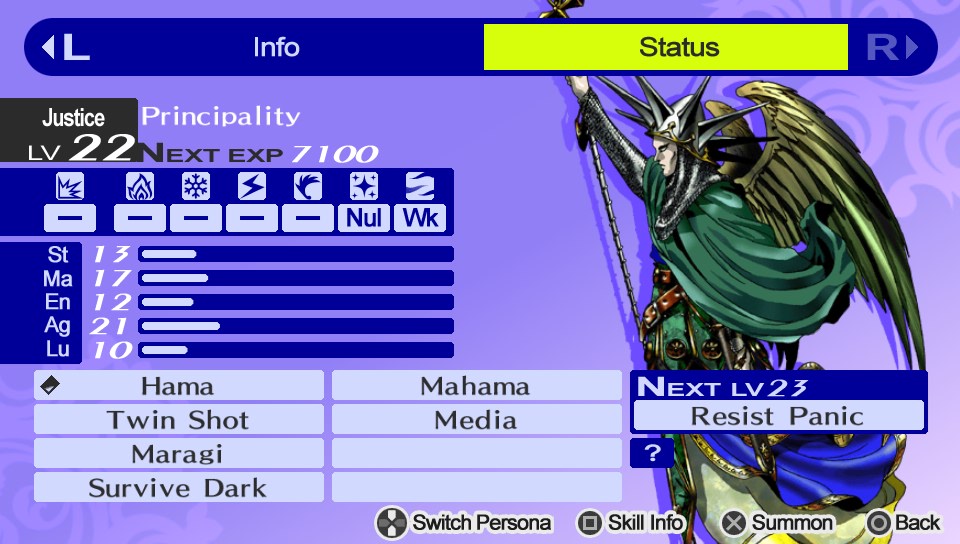 L Info Status R
Justice Principality
LV 22 NEXT EXP 7100
Nul Wk
St 13
Ma 17
En 12
Ag 21
Lu 10
Hama Mahama NEXT LV 23
Twin Shot Media Resist Panic
Maragi ?
Survive Dark
Switch Persona Skill Info Summon Back